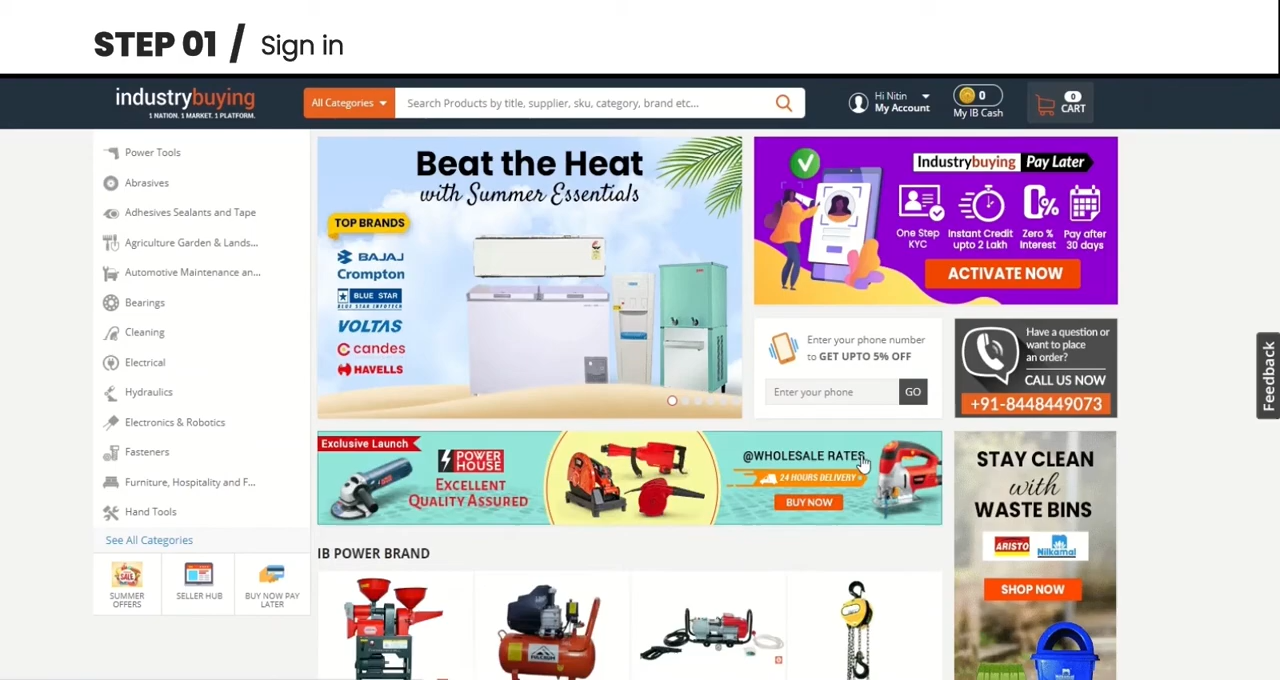 STEP 01 / Sign in
industrybuying
1 NATION. 1 MARKET. 1 PLATFORM.
All Categories
Search Products by title, supplier, sku, category, brand etc...
Hi Nitin
My Account
0
My IB Cash
0
CART
Power Tools
Abrasives
Adhesives Sealants and Tape
Agriculture Garden & Lands...
Automotive Maintenance an...
Bearings
Cleaning
Electrical
Hydraulics
Electronics & Robotics
Fasteners
Furniture, Hospitality and F...
Hand Tools
See All Categories
SUMMER
OFFERS
SELLER HUB
BUY NOW PAY
LATER
Beat the Heat
with Summer Essentials
TOP BRANDS
BAJAJ
Crompton
BLUE STAR
BLUE STAR INFOTECH
VOLTAS
candes
HAVELLS
Industrybuying Pay Later
One Step
KYC
Instant Credit
upto 2 Lakh
Zero %
Interest
Pay after
30 days
ACTIVATE NOW
Enter your phone number
to GET UPTO 5% OFF
Enter your phone
GO
Have a question or
want to place
an order?
CALL US NOW
+91-8448449073
Feedback
Exclusive Launch
POWER
HOUSE
EXCELLENT
QUALITY ASSURED
@WHOLESALE RATES
24 HOURS DELIVERY*
BUY NOW
STAY CLEAN
with
WASTE BINS
ARISTO
Nilkamal
SHOP NOW
IB POWER BRAND